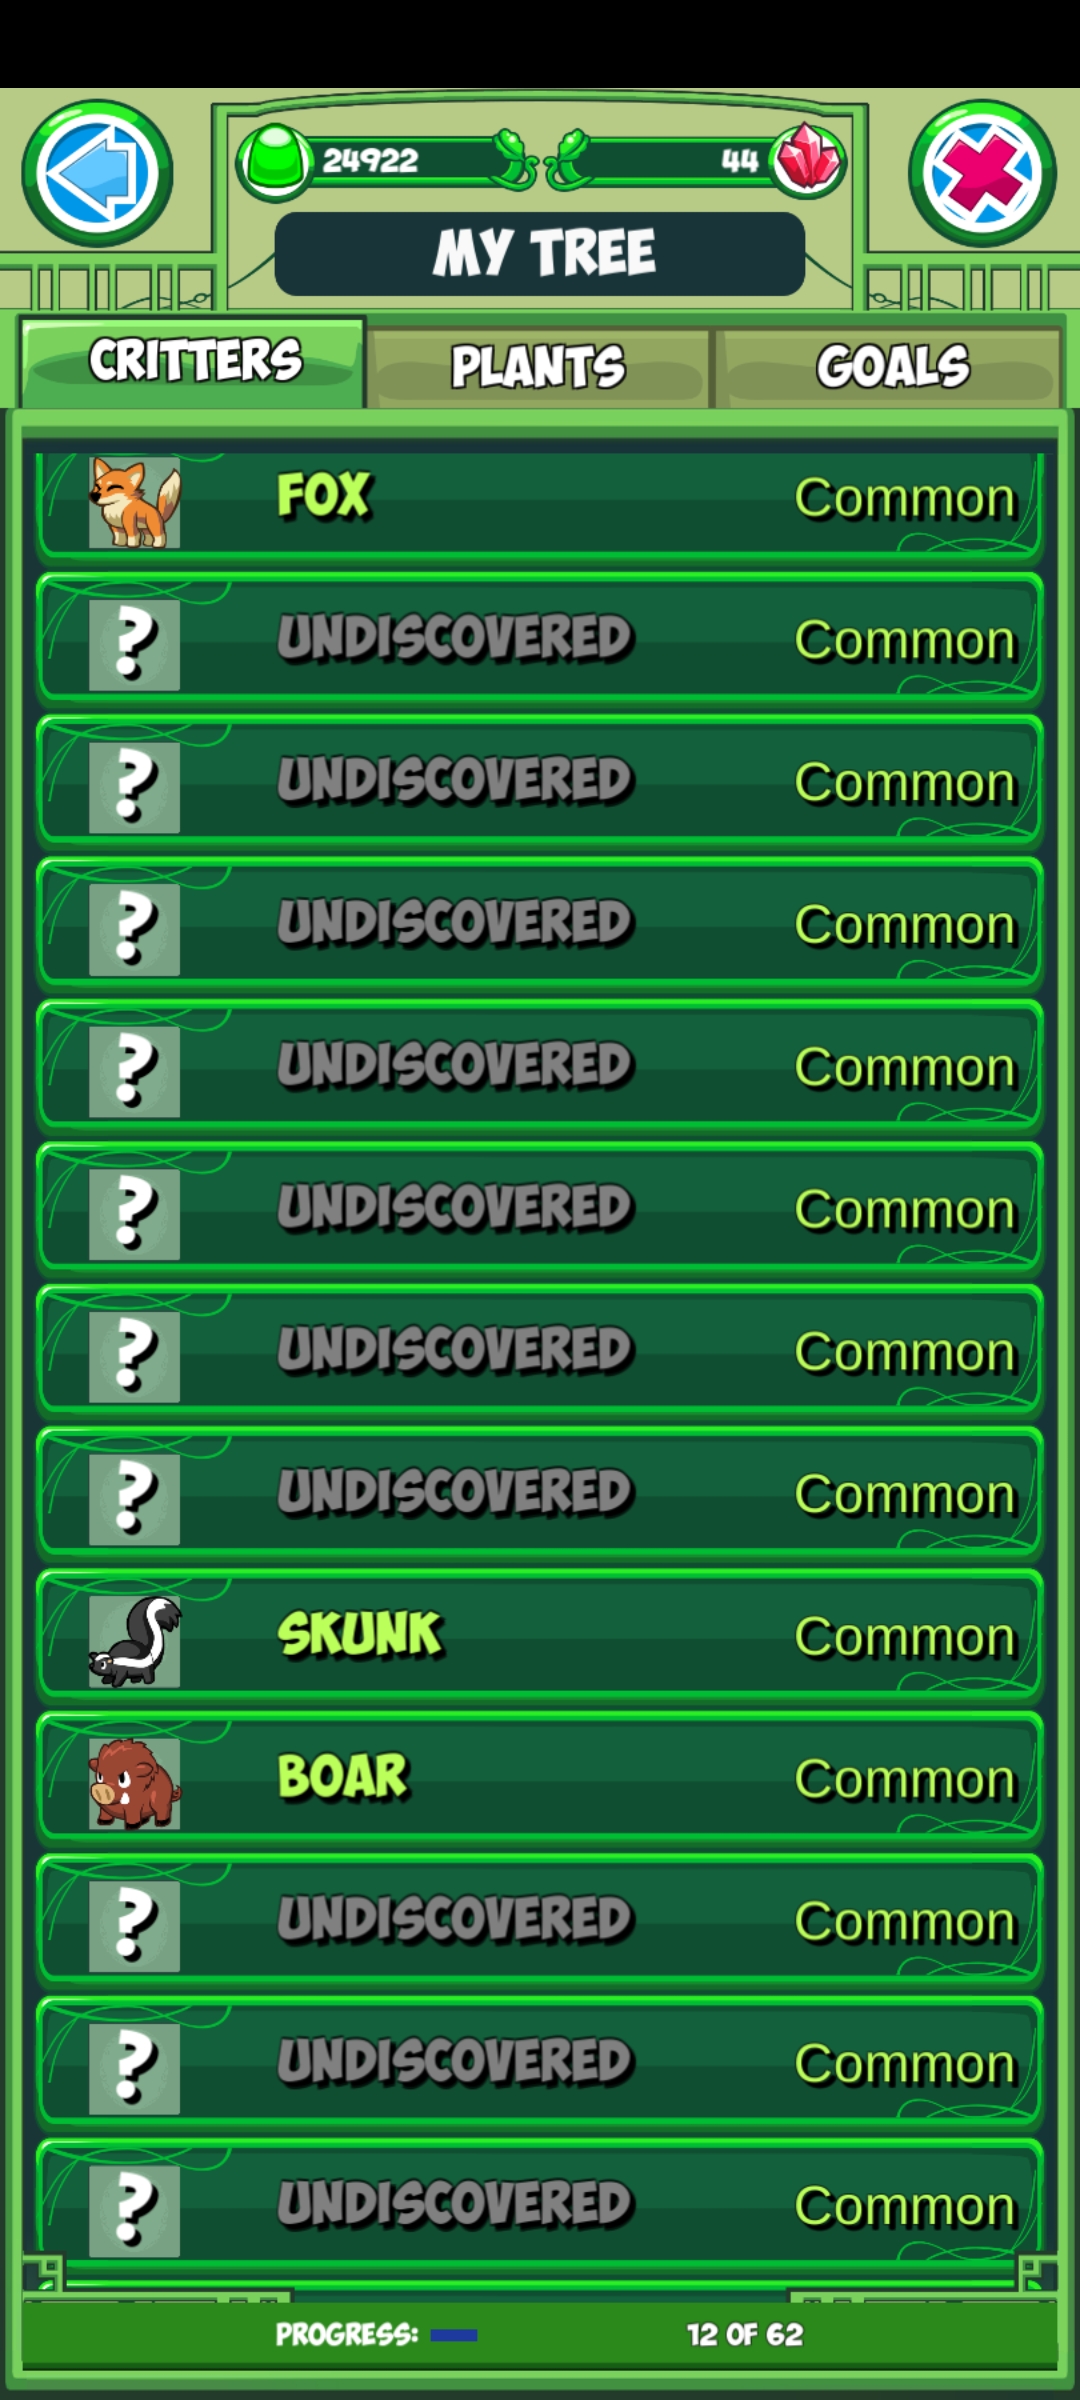 24922
44
MY TREE
CRITTERS
PLANTS
GOALS
FOX
Common
?
UNDISCOVERED
Common
?
UNDISCOVERED
Common
?
UNDISCOVERED
Common
?
UNDISCOVERED
Common
?
UNDISCOVERED
Common
?
UNDISCOVERED
Common
?
UNDISCOVERED
Common
SKUNK
Common
BOAR
Common
?
UNDISCOVERED
Common
?
UNDISCOVERED
Common
?
UNDISCOVERED
Common
PROGRESS:
12 OF 62